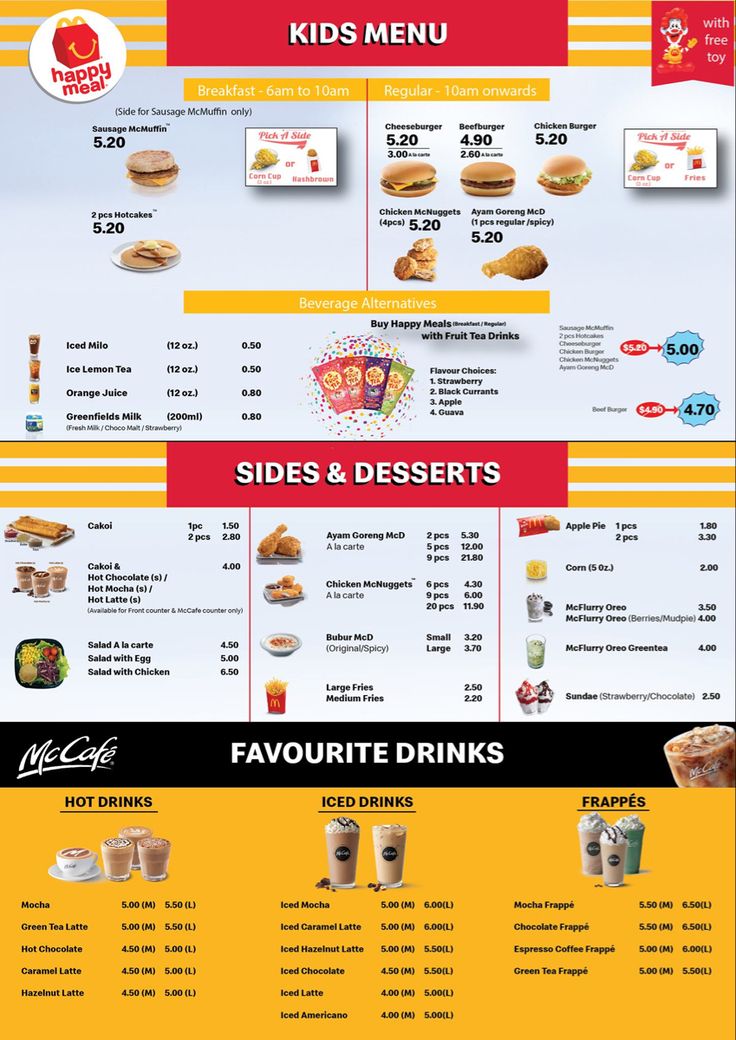 happy
meal
KIDS MENU
with
free
toy
Breakfast - 6am to 10am
Regular - 10am onwards
(Side for Sausage McMuffin only)
Sausage McMuffin™
5.20
Pick A Side
Corn Cup
(3 oz)
or
Hashbrown
2 pcs Hotcakes™
5.20
Cheeseburger
5.20
3.00 A la carte
Beefburger
4.90
2.60 A la carte
Chicken Burger
5.20
Pick A Side
Corn Cup
(3 oz)
or
Fries
Chicken McNuggets
(4pcs) 5.20
Ayam Goreng McD
(1 pcs regular /spicy)
5.20
Beverage Alternatives
Iced Milo (12 oz.) 0.50
Ice Lemon Tea (12 oz.) 0.50
Orange Juice (12 oz.) 0.80
Greenfields Milk (200ml) 0.80
(Fresh Milk / Choco Malt / Strawberry)
Buy Happy Meals (Breakfast / Regular)
with Fruit Tea Drinks
Flavour Choices:
1. Strawberry
2. Black Currants
3. Apple
4. Guava
Sausage McMuffin
2 pcs Hotcakes
Cheeseburger
Chicken Burger
Chicken McNuggets
Ayam Goreng McD
$5.20
5.00
Beef Burger
$4.90
4.70
SIDES & DESSERTS
Cakoi 1pc 1.50
2 pcs 2.80
Cakoi & 4.00
Hot Chocolate (s) /
Hot Mocha (s) /
Hot Latte (s)
(Available for Front counter & McCafe counter only)
Salad A la carte 4.50
Salad with Egg 5.00
Salad with Chicken 6.50
Ayam Goreng McD 2 pcs 5.30
A la carte 5 pcs 12.00
9 pcs 21.80
Chicken McNuggets™ 6 pcs 4.30
A la carte 9 pcs 6.00
20 pcs 11.90
Bubur McD Small 3.20
(Original/Spicy) Large 3.70
Large Fries 2.50
Medium Fries 2.20
Apple Pie 1 pcs 1.80
2 pcs 3.30
Corn (5 Oz.) 2.00
McFlurry Oreo 3.50
McFlurry Oreo (Berries/Mudpie) 4.00
McFlurry Oreo Greentea 4.00
Sundae (Strawberry/Chocolate) 2.50
McCafé®
FAVOURITE DRINKS
McCafé
HOT DRINKS
Mocha 5.00 (M) 5.50 (L)
Green Tea Latte 5.00 (M) 5.50 (L)
Hot Chocolate 4.50 (M) 5.00 (L)
Caramel Latte 4.50 (M) 5.00 (L)
Hazelnut Latte 4.50 (M) 5.00 (L)
ICED DRINKS
Iced Mocha 5.00 (M) 6.00(L)
Iced Caramel Latte 5.00 (M) 6.00(L)
Iced Hazelnut Latte 5.00 (M) 5.50(L)
Iced Chocolate 4.50 (M) 5.50(L)
Iced Latte 4.00 (M) 5.00(L)
Iced Americano 4.00 (M) 5.00(L)
FRAPPÉS
Mocha Frappé 5.50 (M) 6.50(L)
Chocolate Frappé 5.50 (M) 6.50(L)
Espresso Coffee Frappé 5.00 (M) 6.00(L)
Green Tea Frappé 5.00 (M) 5.50(L)